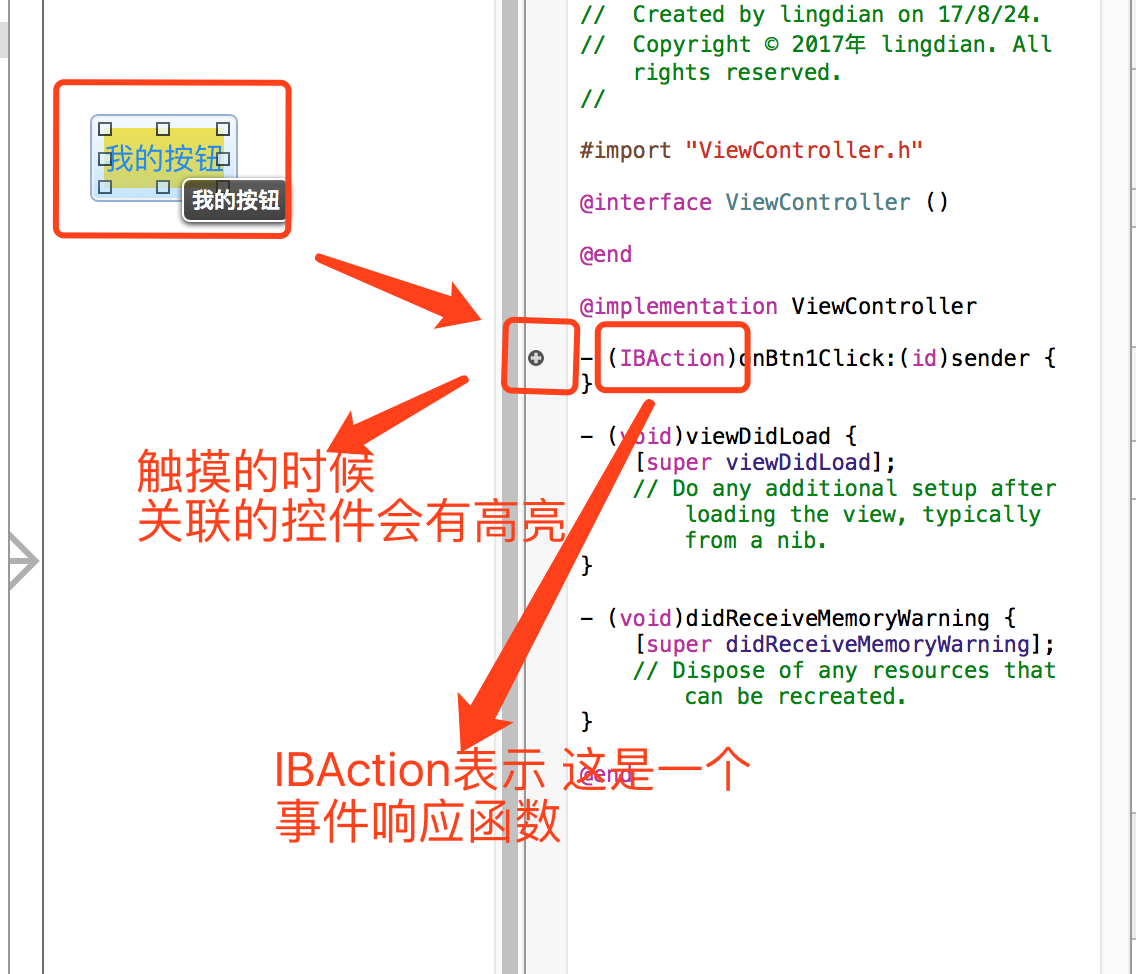 //  Created by lingdian on 17/8/24.
//  Copyright © 2017年 lingdian. All
rights reserved.
//
我的按钮
我的按钮
#import "ViewController.h"
@interface ViewController ()
@end
@implementation ViewController
- (IBAction)onBtn1Click:(id)sender {
}
- (void)viewDidLoad {
[super viewDidLoad];
// Do any additional setup after
loading the view, typically
from a nib.
}
触摸的时候
关联的控件会有高亮
- (void)didReceiveMemoryWarning {
[super didReceiveMemoryWarning];
// Dispose of any resources that
can be recreated.
}
@end
IBAction表示 这是一个
事件响应函数